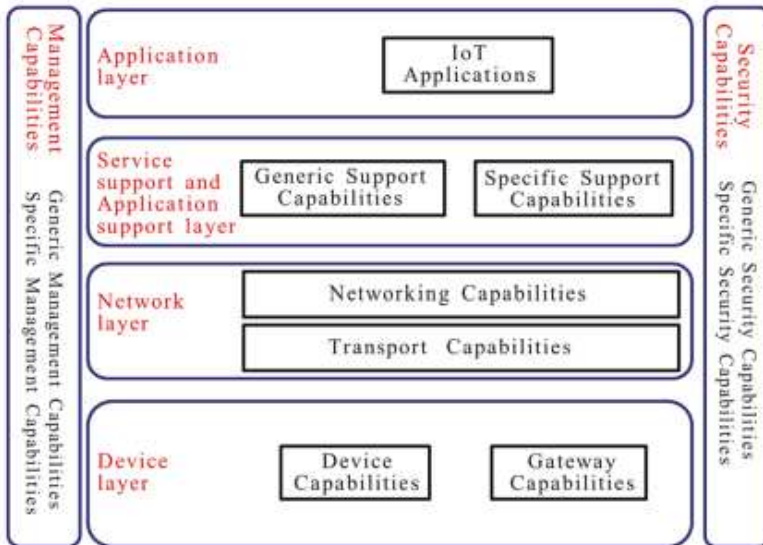 Management
Capabilities
Generic Management Capabilities
Specific Management Capabilities
Application
layer
IoT
Applications
Service
support and
Application
support layer
Generic Support
Capabilities
Specific Support
Capabilities
Network
layer
Networking Capabilities
Transport Capabilities
Device
layer
Device
Capabilities
Gateway
Capabilities
Security
Capabilities
Generic Security Capabilities
Specific Security Capabilities